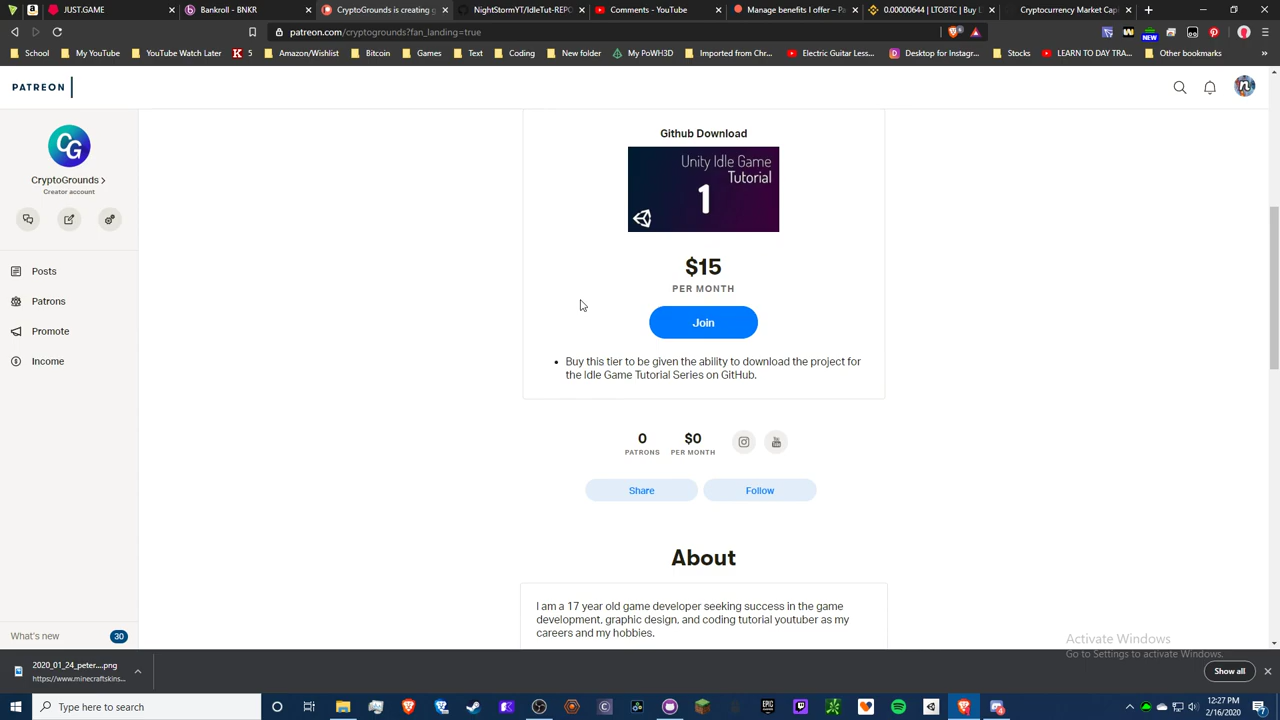 JUST.GAME
Bankroll - BNKR
CryptoGrounds is creating g
NightStormYT/IdleTut-REPO
Comments - YouTube
Manage benefits I offer – Pa
0.00000644 | LTOBTC | Buy L
Cryptocurrency Market Cap
patreon.com/cryptogrounds?fan_landing=true
NEW
School
My YouTube
YouTube Watch Later
5
Amazon/Wishlist
Bitcoin
Games
Text
Coding
New folder
My PoWH3D
Imported from Chr...
Electric Guitar Less...
Desktop for Instagr...
Stocks
LEARN TO DAY TRA...
Other bookmarks
PATREON
CG
CryptoGrounds
Creator account
Posts
Patrons
Promote
Income
What's new
30
Github Download
Unity Idle Game
Tutorial
1
$15
PER MONTH
Join
• Buy this tier to be given the ability to download the project for
the Idle Game Tutorial Series on GitHub.
0
PATRONS
$0
PER MONTH
Share
Follow
About
I am a 17 year old game developer seeking success in the game
development, graphic design, and coding tutorial youtuber as my
careers and my hobbies.
Activate Windows
Go to Settings to activate Windows.
2020_01_24_peter....png
https://www.minecraftskins...
Show all
Type here to search
12:27 PM
2/16/2020
7